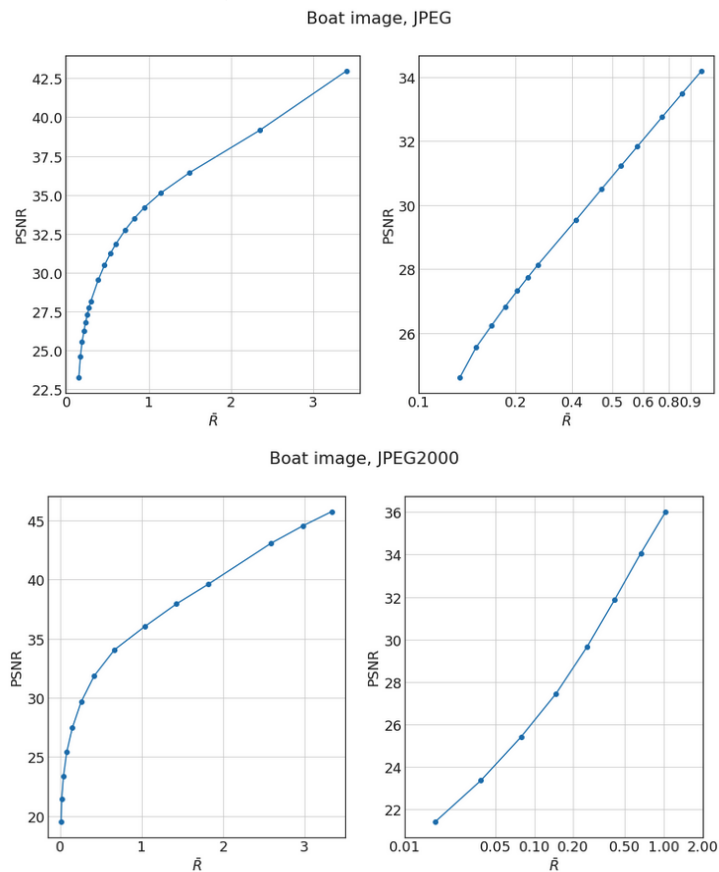 Boat image, JPEG
42.5
40.0
37.5
35.0
32.5
30.0
27.5
25.0
22.5
PSNR
0 1 2 3
R̄
34
32
30
28
26
PSNR
0.1 0.2 0.4 0.5 0.6 0.8 0.9
R̄
Boat image, JPEG2000
45
40
35
30
25
20
PSNR
0 1 2 3
R̄
36
34
32
30
28
26
24
22
PSNR
0.01 0.05 0.10 0.20 0.50 1.00 2.00
R̄